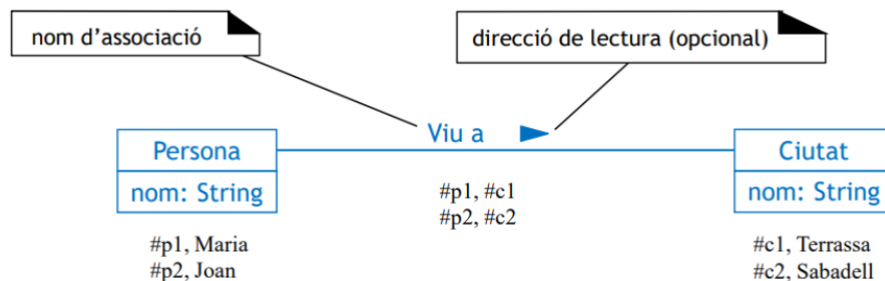 nom d'associació
direcció de lectura (opcional)
Viu a
Persona
nom: String
#p1, Maria
#p2, Joan
#p1, #c1
#p2, #c2
Ciutat
nom: String
#c1, Terrassa
#c2, Sabadell